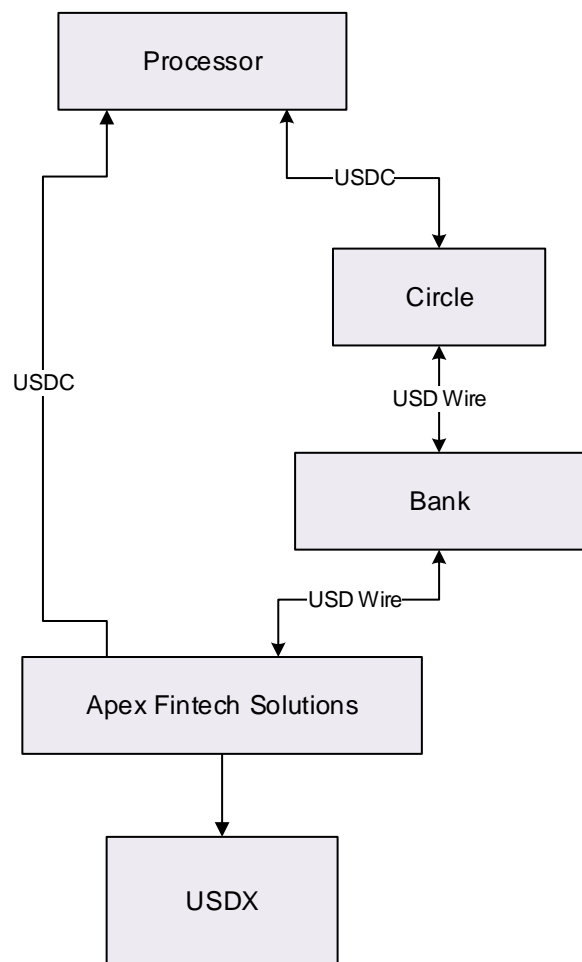 Processor
USDC
Circle
USDC
USD Wire
Bank
USD Wire
Apex Fintech Solutions
USDX